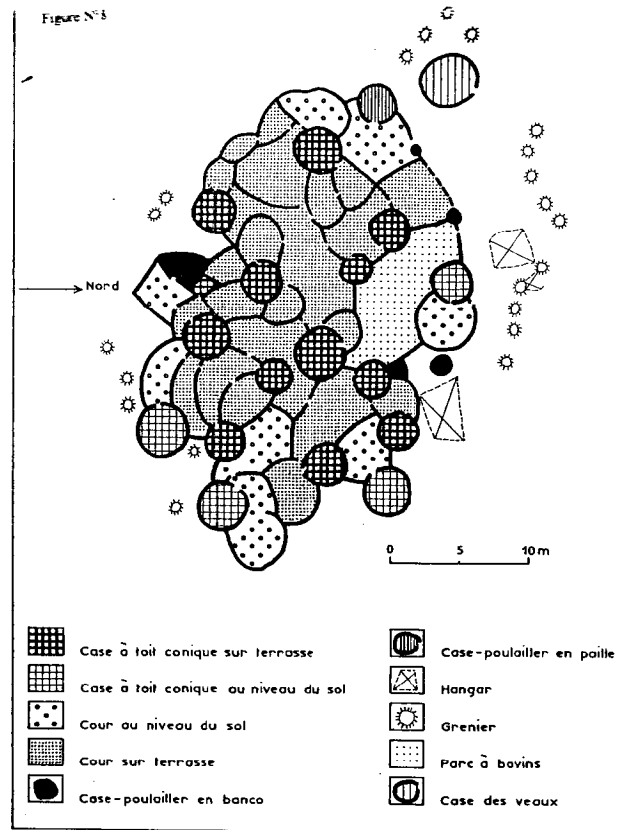 Figure N°8
Nord
0 5 10 m
Case à toit conique sur terrasse
Case à toit conique au niveau du sol
Cour au niveau du sol
Cour sur terrasse
Case-poulailler en banco
Case-poulailler en paille
Hangar
Grenier
Parc à bovins
Case des veaux